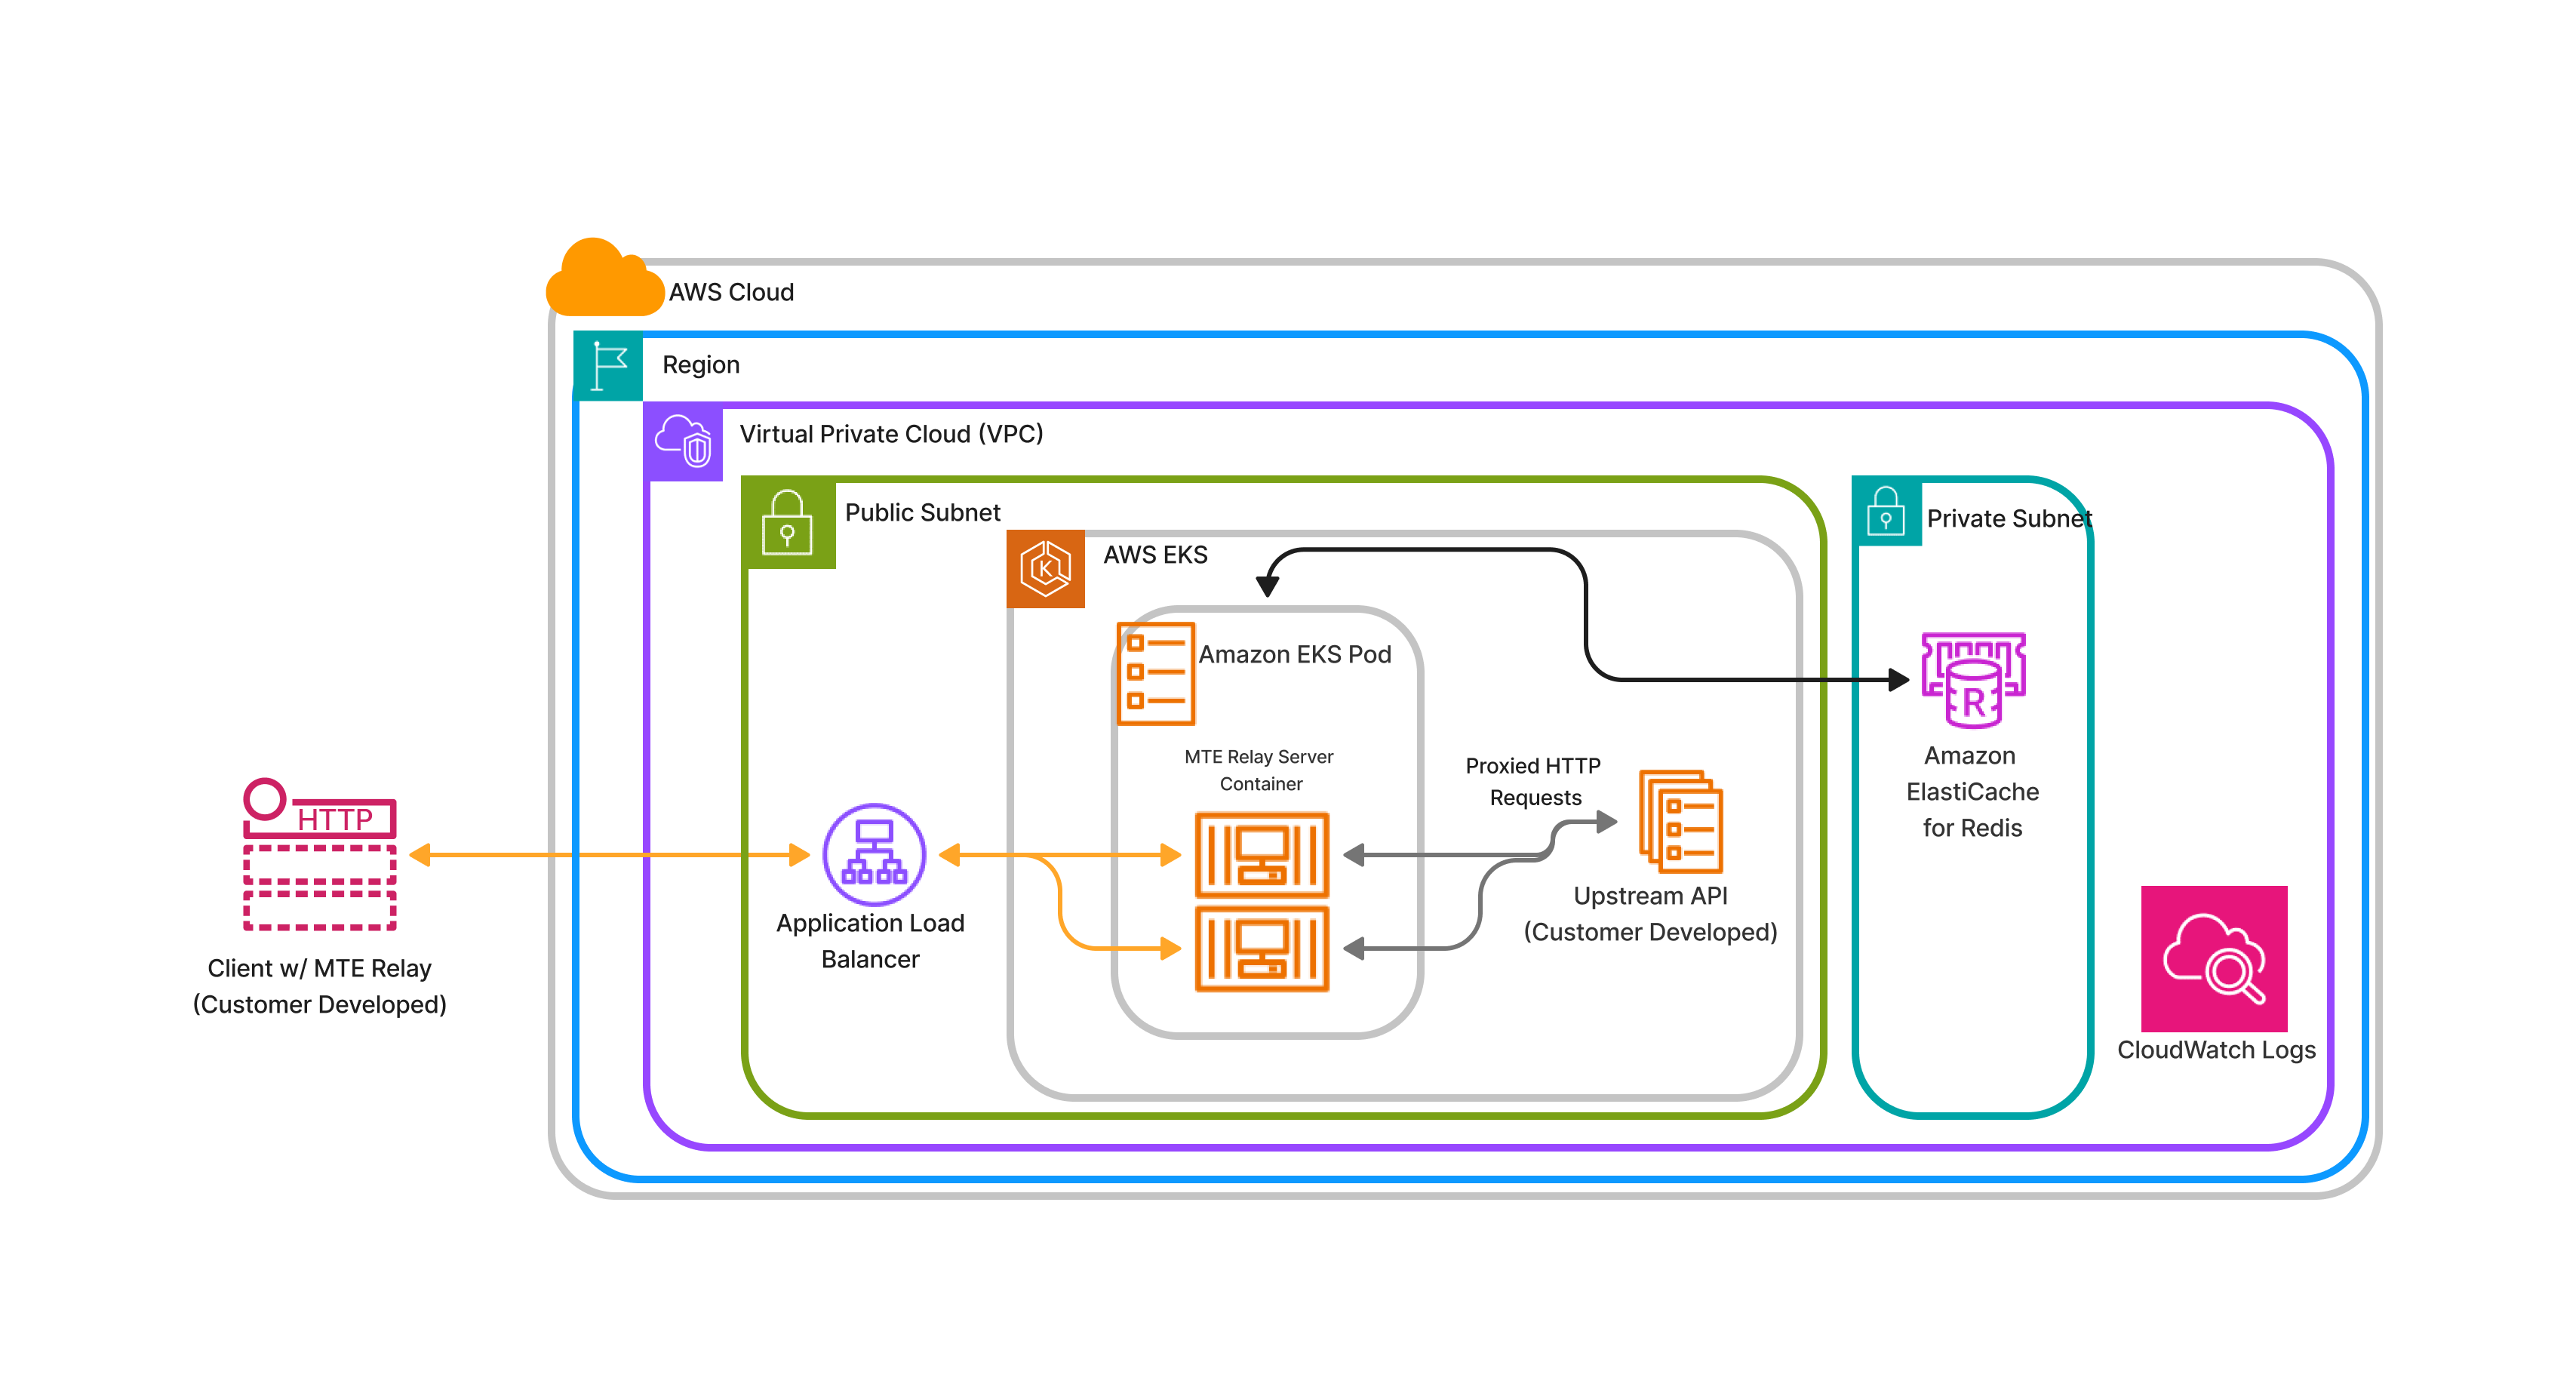 AWS Cloud
Region
Virtual Private Cloud (VPC)
Public Subnet
Private Subnet
AWS EKS
K
Amazon EKS Pod
MTE Relay Server
Container
Proxied HTTP
Requests
Upstream API
(Customer Developed)
R
Amazon
ElastiCache
for Redis
HTTP
Client w/ MTE Relay
(Customer Developed)
Application Load
Balancer
CloudWatch Logs